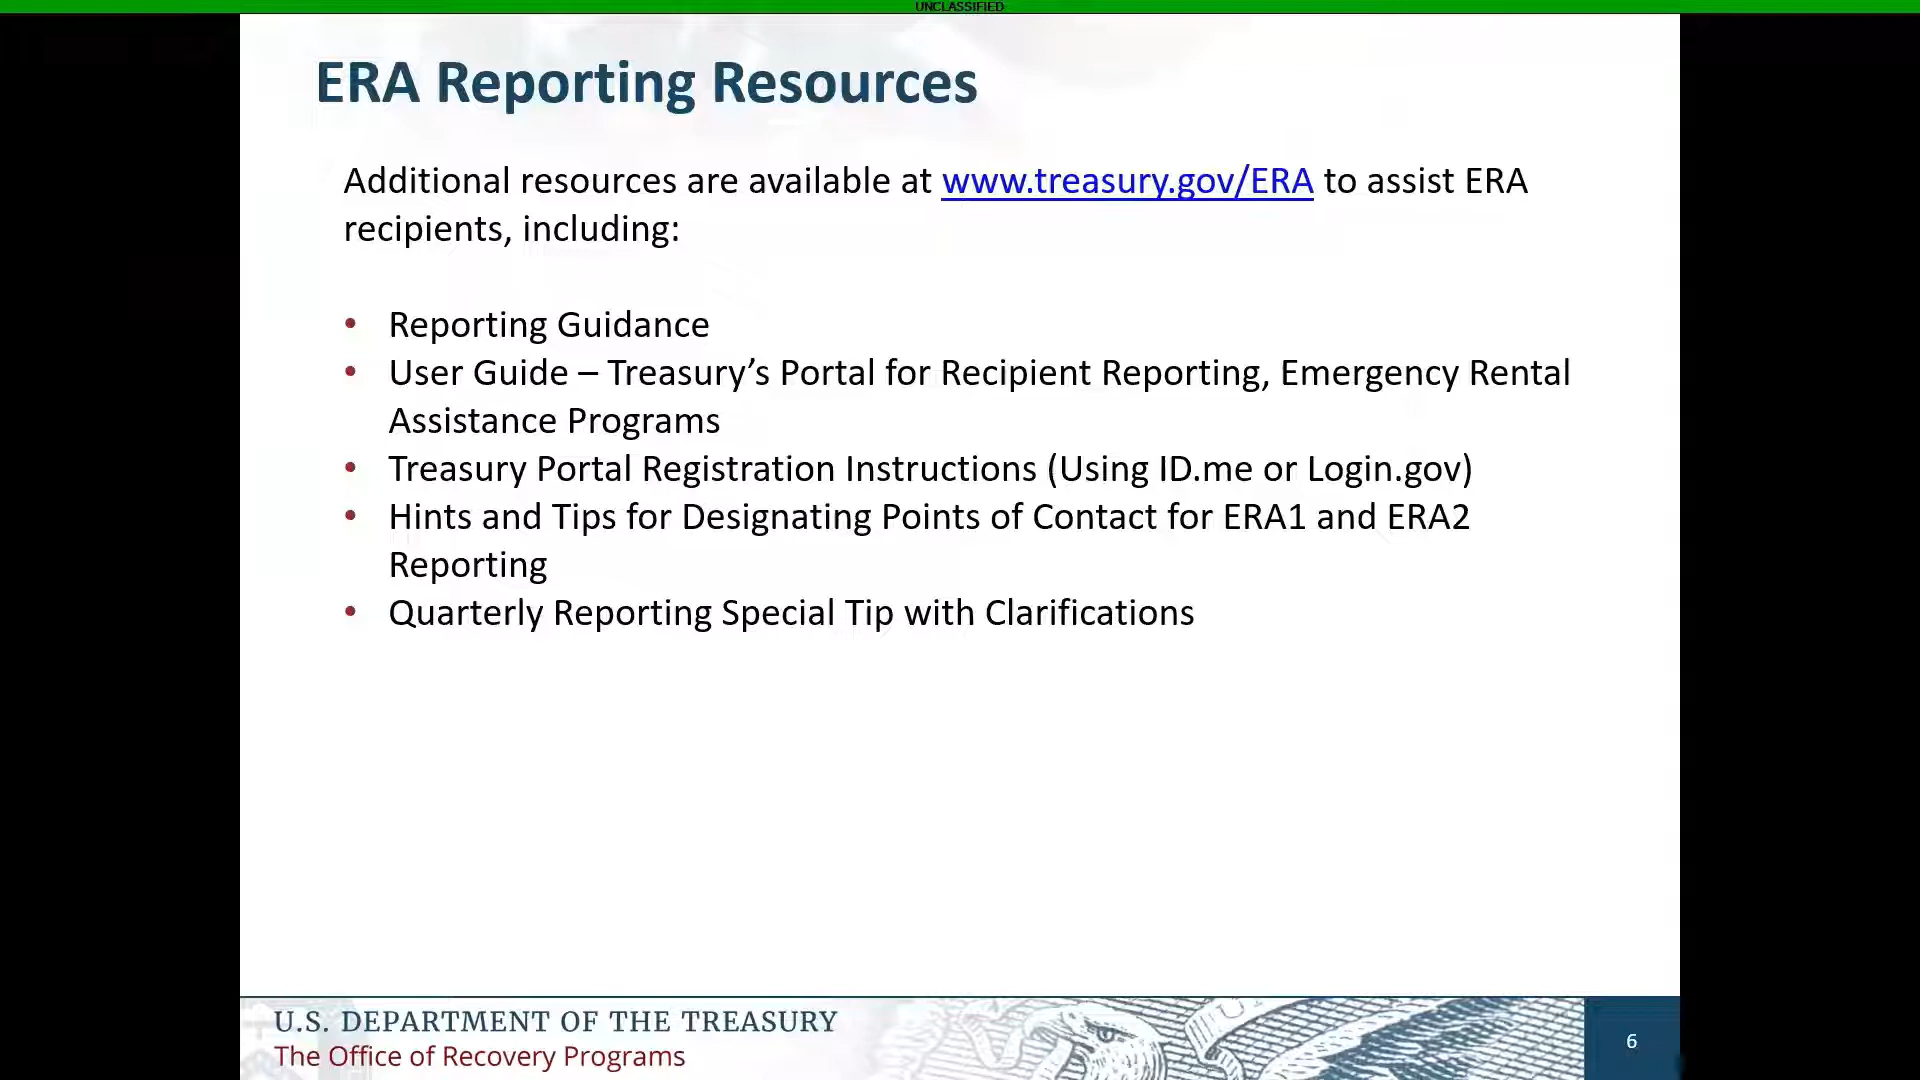 UNCLASSIFIED
ERA Reporting Resources
Additional resources are available at www.treasury.gov/ERA to assist ERA
recipients, including:
• Reporting Guidance
• User Guide – Treasury’s Portal for Recipient Reporting, Emergency Rental
Assistance Programs
• Treasury Portal Registration Instructions (Using ID.me or Login.gov)
• Hints and Tips for Designating Points of Contact for ERA1 and ERA2
Reporting
• Quarterly Reporting Special Tip with Clarifications
U.S. DEPARTMENT OF THE TREASURY
The Office of Recovery Programs
6